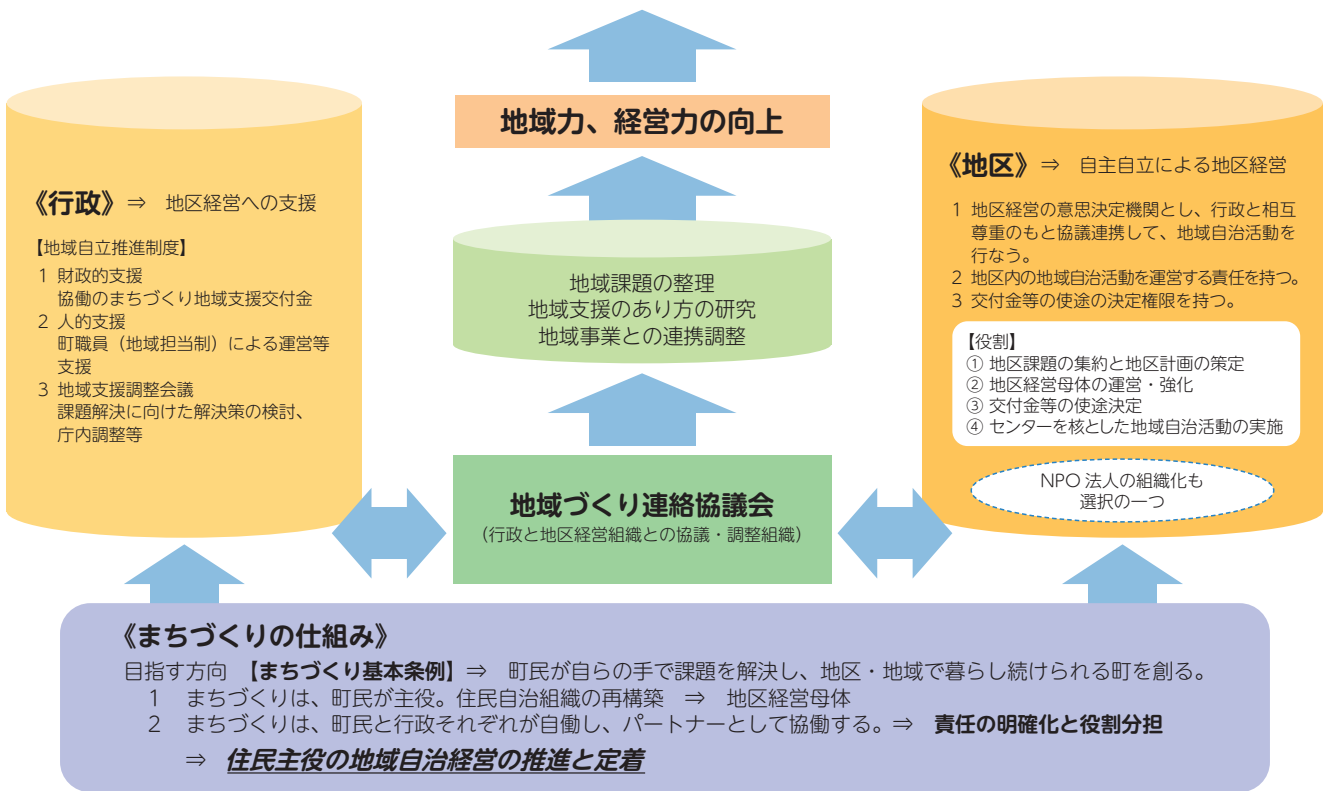 地域力、経営力の向上
《行政》⇒ 地区経営への支援
【地域自立推進制度】
1 財政的支援
協働のまちづくり地域支援交付金
2 人的支援
町職員（地域担当制）による運営等
支援
3 地域支援調整会議
課題解決に向けた解決策の検討、
庁内調整等
地域課題の整理
地域支援のあり方の研究
地域事業との連携調整
地域づくり連絡協議会
（行政と地区経営組織との協議・調整組織）
《地区》⇒ 自主自立による地区経営
1 地区経営の意思決定機関とし、行政と相互
尊重のもと協議連携して、地域自治活動を
行なう。
2 地区内の地域自治活動を運営する責任を持つ。
3 交付金等の使途の決定権限を持つ。
【役割】
① 地区課題の集約と地区計画の策定
② 地区経営母体の運営・強化
③ 交付金等の使途決定
④ センターを核とした地域自治活動の実施
NPO 法人の組織化も
選択の一つ
《まちづくりの仕組み》
目指す方向 【まちづくり基本条例】⇒ 町民が自らの手で課題を解決し、地区・地域で暮らし続けられる町を創る。
1 まちづくりは、町民が主役。住民自治組織の再構築 ⇒ 地区経営母体
2 まちづくりは、町民と行政それぞれが自働し、パートナーとして協働する。⇒ 責任の明確化と役割分担
⇒ 住民主役の地域自治経営の推進と定着